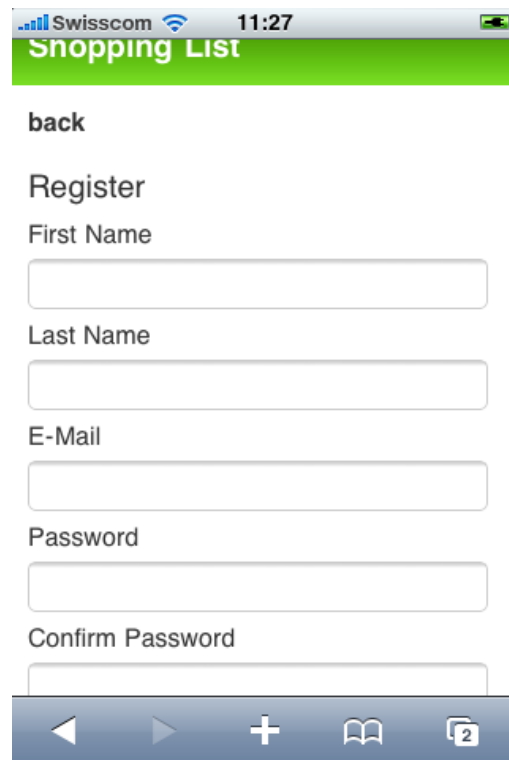 Swisscom 11:27
Shopping List
back
Register
First Name
Last Name
E-Mail
Password
Confirm Password
2